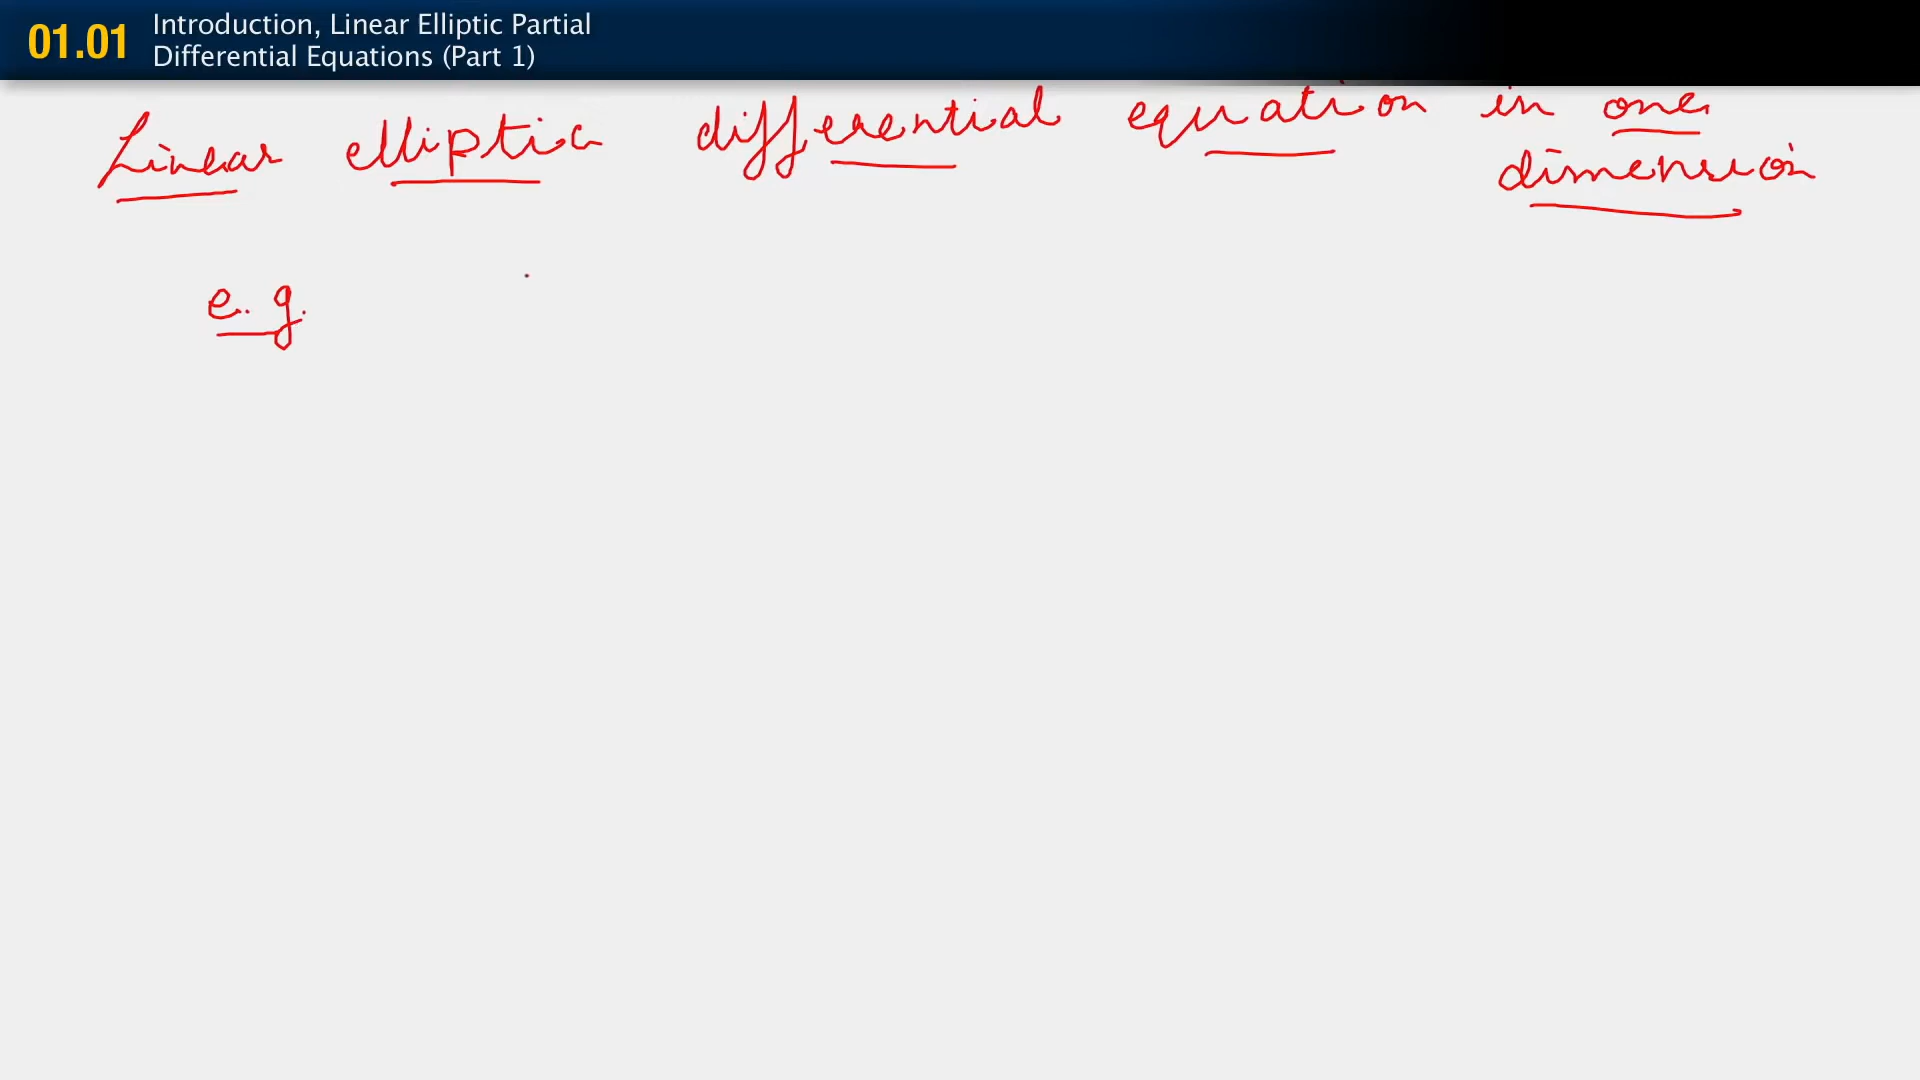 01.01
Introduction, Linear Elliptic Partial
Differential Equations (Part 1)
Linear elliptic differential equation in one
dimension
e.g.